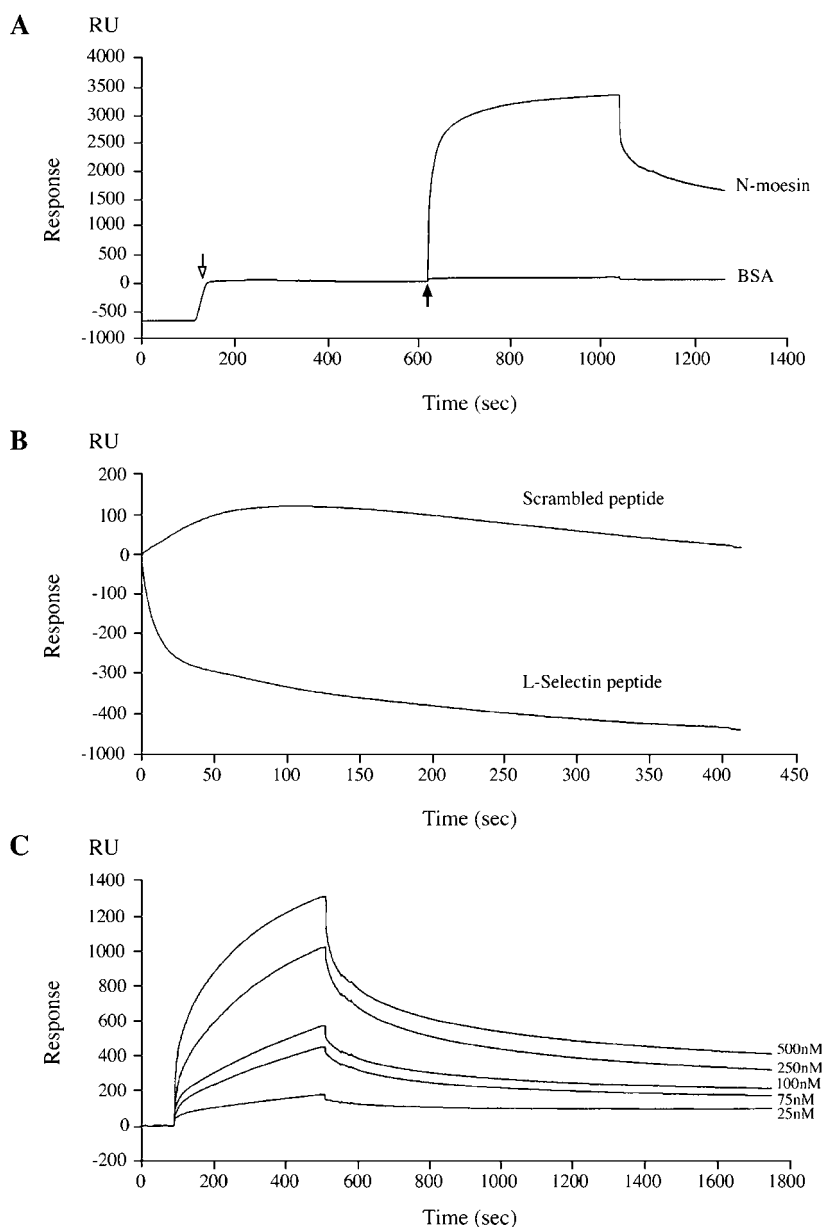 A
RU
4000
3500
3000
2500
2000
1500
1000
500
0
-500
-1000
Response
N-moesin
BSA
0 200 400 600 800 1000 1200 1400
Time (sec)
B
RU
200
100
0
-100
-200
-300
-400
-1000
Response
Scrambled peptide
L-Selectin peptide
0 50 100 150 200 250 300 350 400 450
Time (sec)
C
RU
1400
1200
1000
800
600
400
200
0
-200
Response
500nM
250nM
100nM
75nM
25nM
0 200 400 600 800 1000 1200 1400 1600 1800
Time (sec)